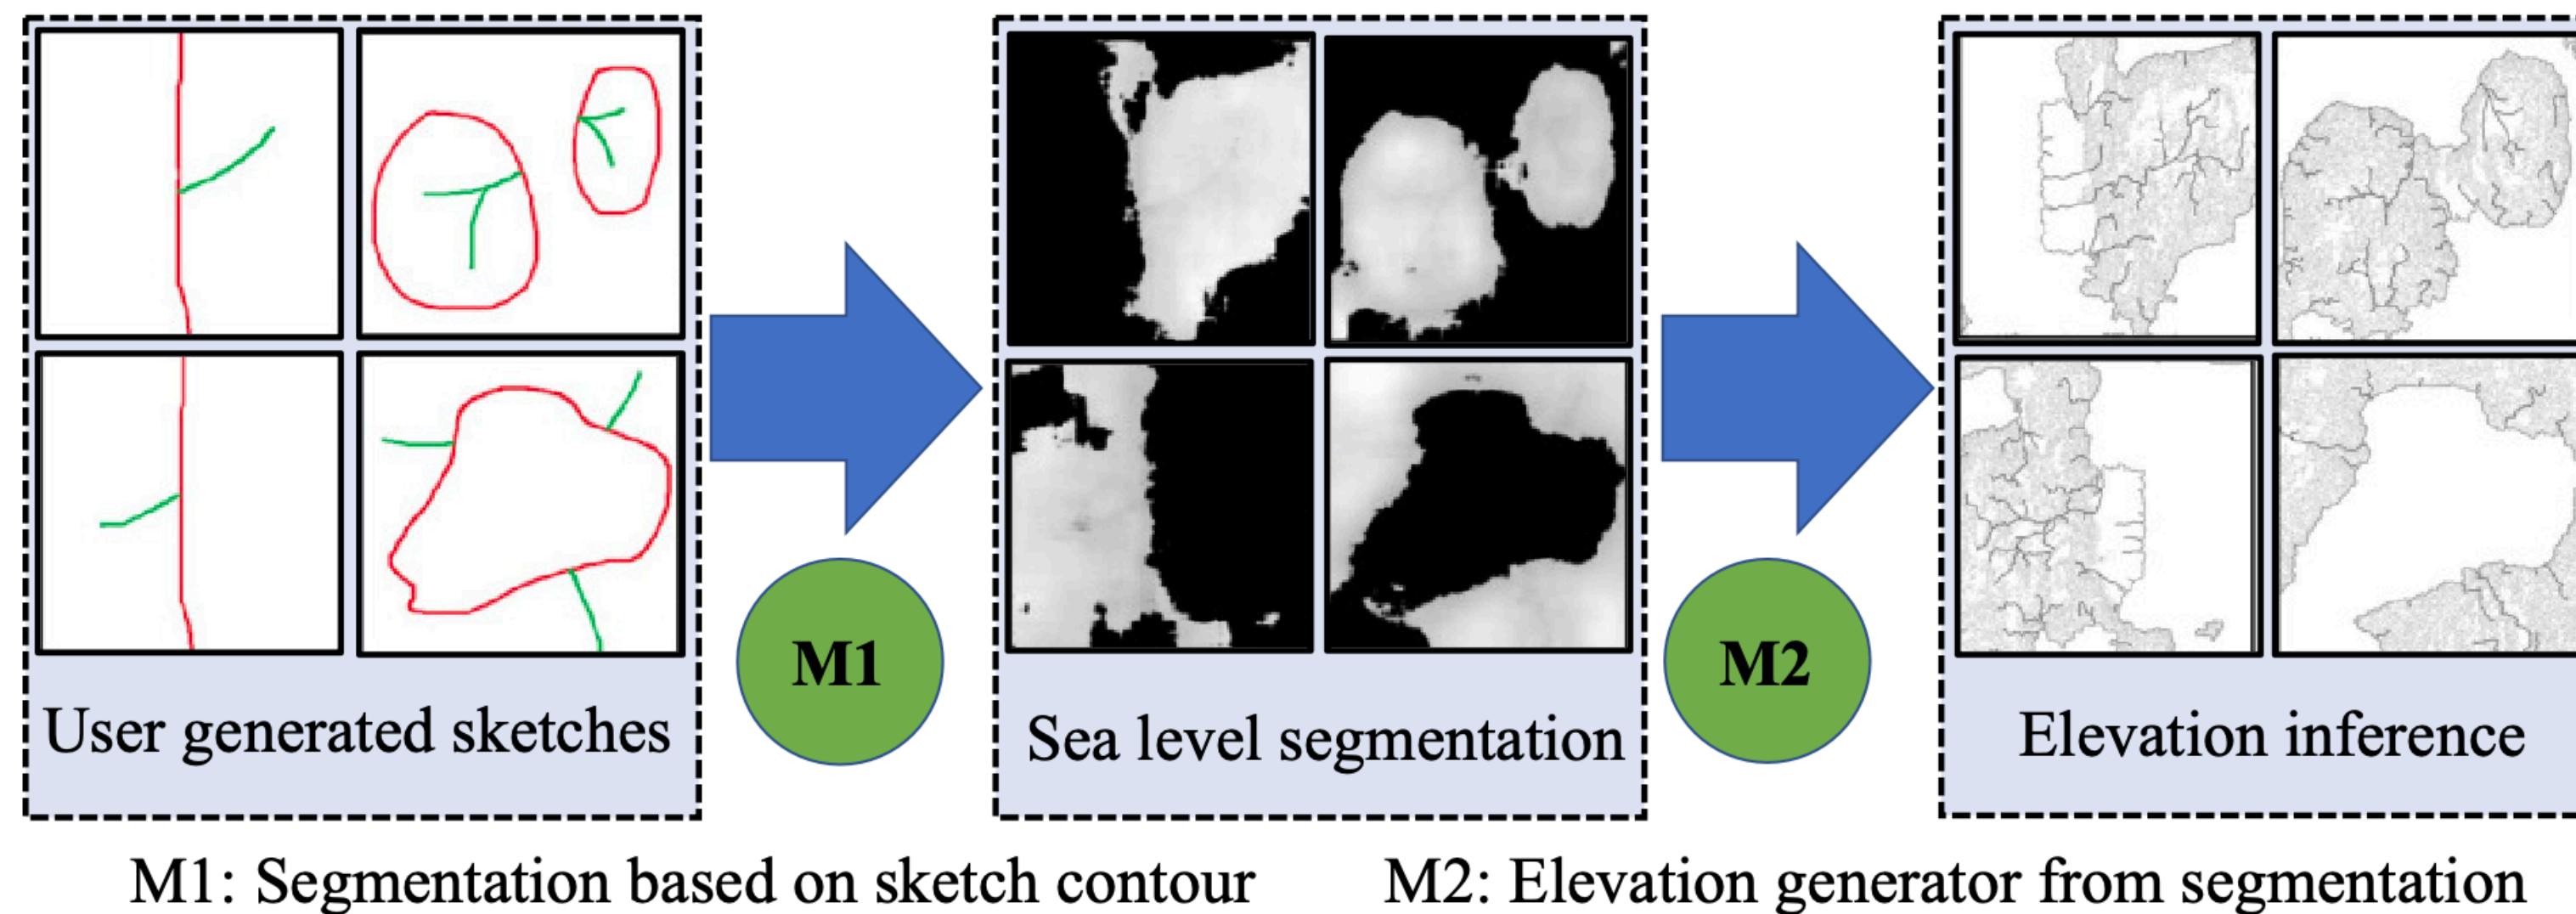 M1
M2
User generated sketches
Sea level segmentation
Elevation inference
M1: Segmentation based on sketch contour
M2: Elevation generator from segmentation